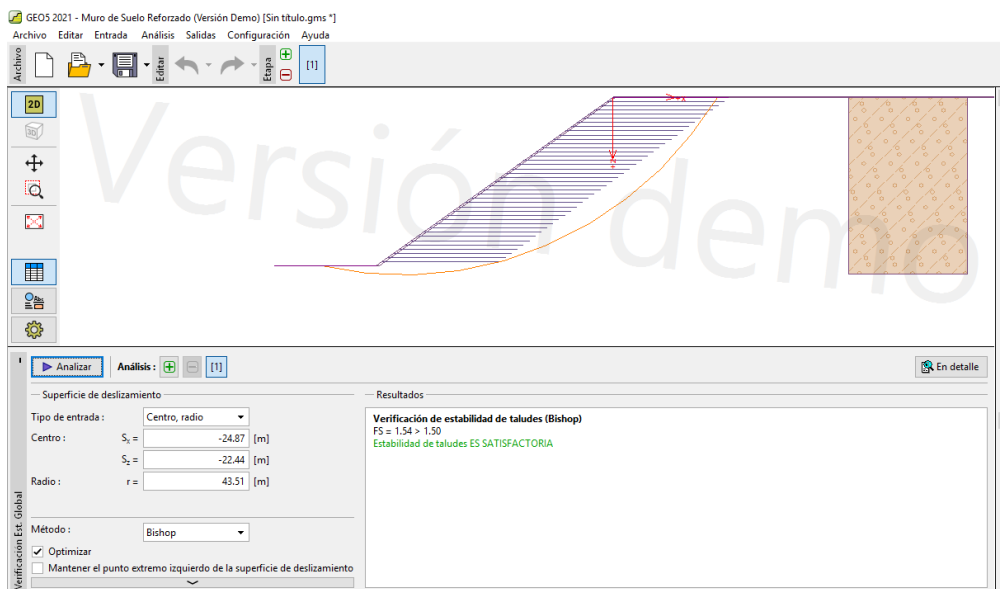 GEO5 2021 - Muro de Suelo Reforzado (Versión Demo) [Sin título.gms *]
Archivo Editar Entrada Análisis Salidas Configuración Ayuda
Archivo
Editar
Etapa
[1]
2D
3D
+x
+z
Versión demo
Analizar
Análisis :
[1]
En detalle
Superficie de deslizamiento
Tipo de entrada :
Centro, radio
Centro :
Sx = -24.87 [m]
Sz = -22.44 [m]
Radio :
r = 43.51 [m]
Método :
Bishop
Optimizar
Mantener el punto extremo izquierdo de la superficie de deslizamiento
Resultados
Verificación de estabilidad de taludes (Bishop)
FS = 1.54 > 1.50
Estabilidad de taludes ES SATISFACTORIA
Verificación Est. Global